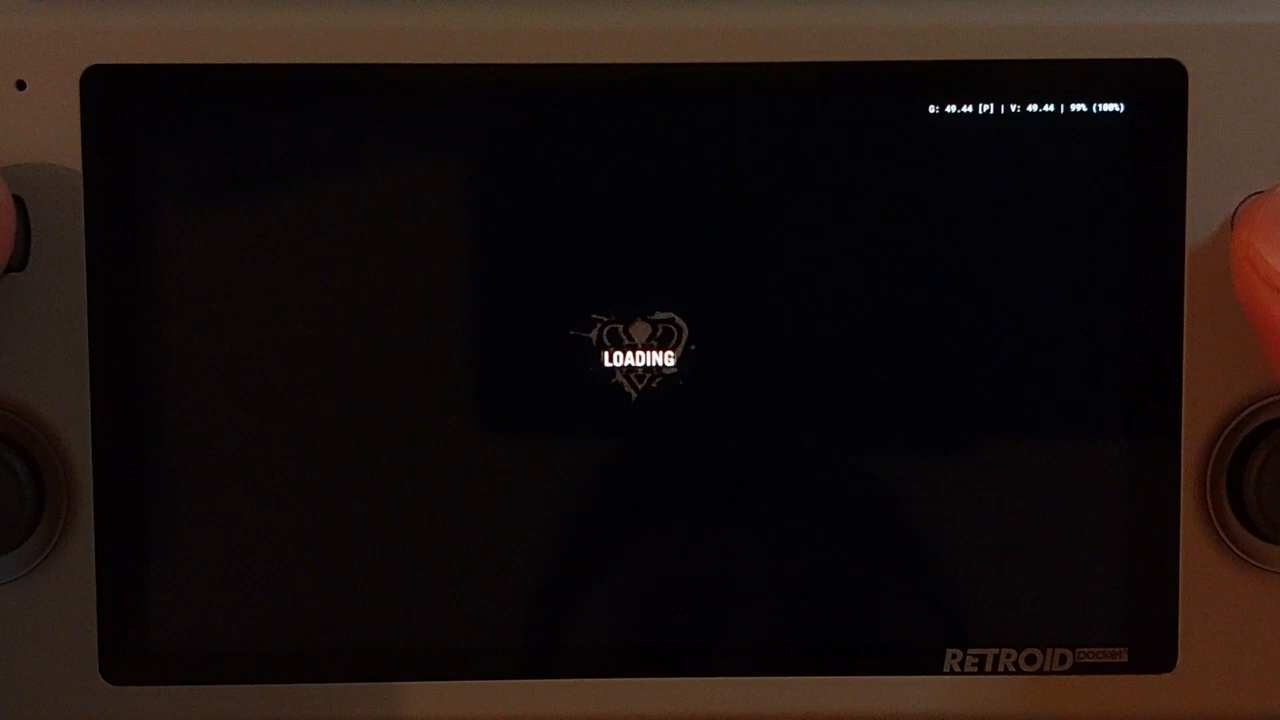 G: 49.44 [P] | V: 49.44 | 99% (100%)
LOADING
RETROID pocket